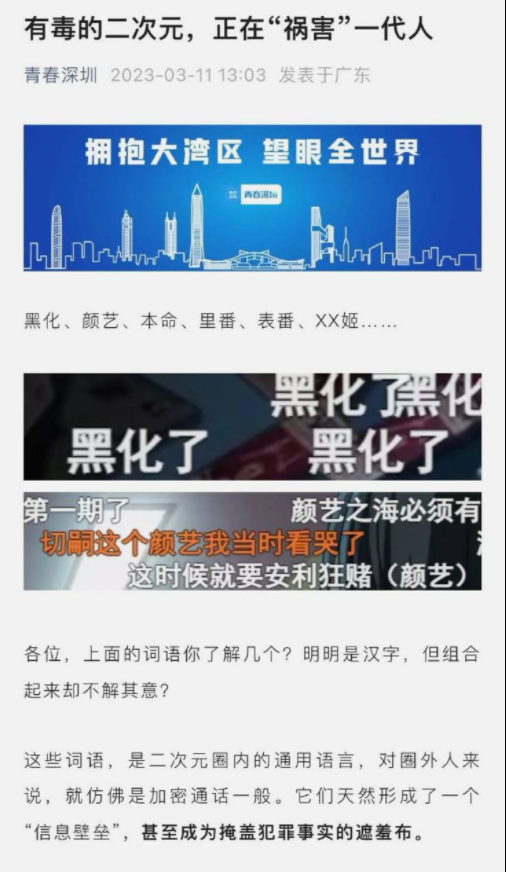 有毒的二次元，正在“祸害”一代人
青春深圳 2023-03-11 13:03 发表于广东
拥抱大湾区 望眼全世界
青春深圳
黑化、颜艺、本命、里番、表番、XX姬……
黑化了黑化
黑化了 黑化了
第一期了 颜艺之海必须有
切嗣这个颜艺我当时看哭了
这时候就要安利狂赌（颜艺）
各位，上面的词语你了解几个？明明是汉字，但组合
起来却不解其意？
这些词语，是二次元圈内的通用语言，对圈外人来
说，就仿佛是加密通话一般。它们天然形成了一个
“信息壁垒”，甚至成为掩盖犯罪事实的遮羞布。